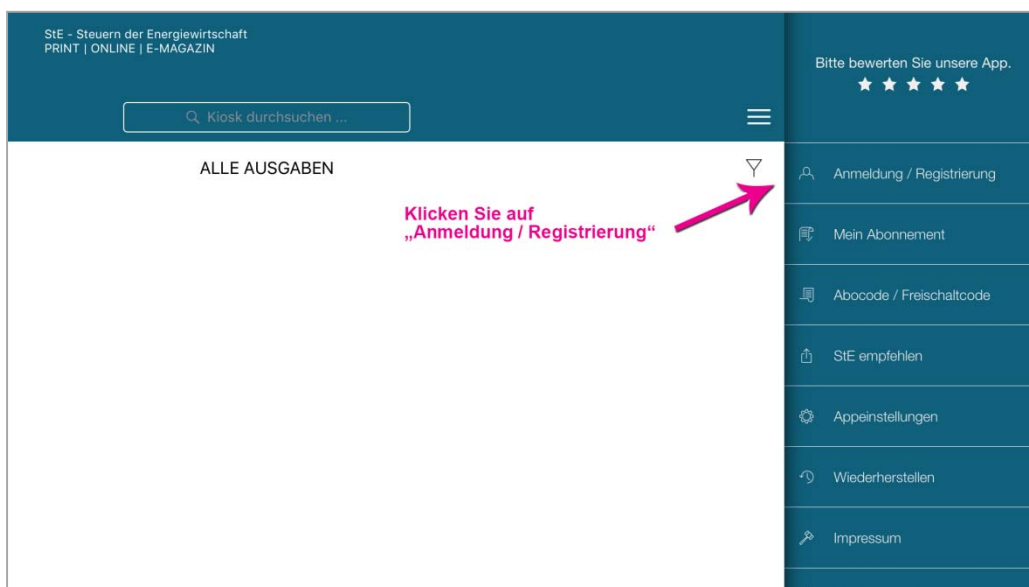 StE - Steuern der Energiewirtschaft
PRINT | ONLINE | E-MAGAZIN
Kiosk durchsuchen ...
ALLE AUSGABEN
Klicken Sie auf
„Anmeldung / Registrierung“
Bitte bewerten Sie unsere App.
Anmeldung / Registrierung
Mein Abonnement
Abocode / Freischaltcode
StE empfehlen
Appeinstellungen
Wiederherstellen
Impressum